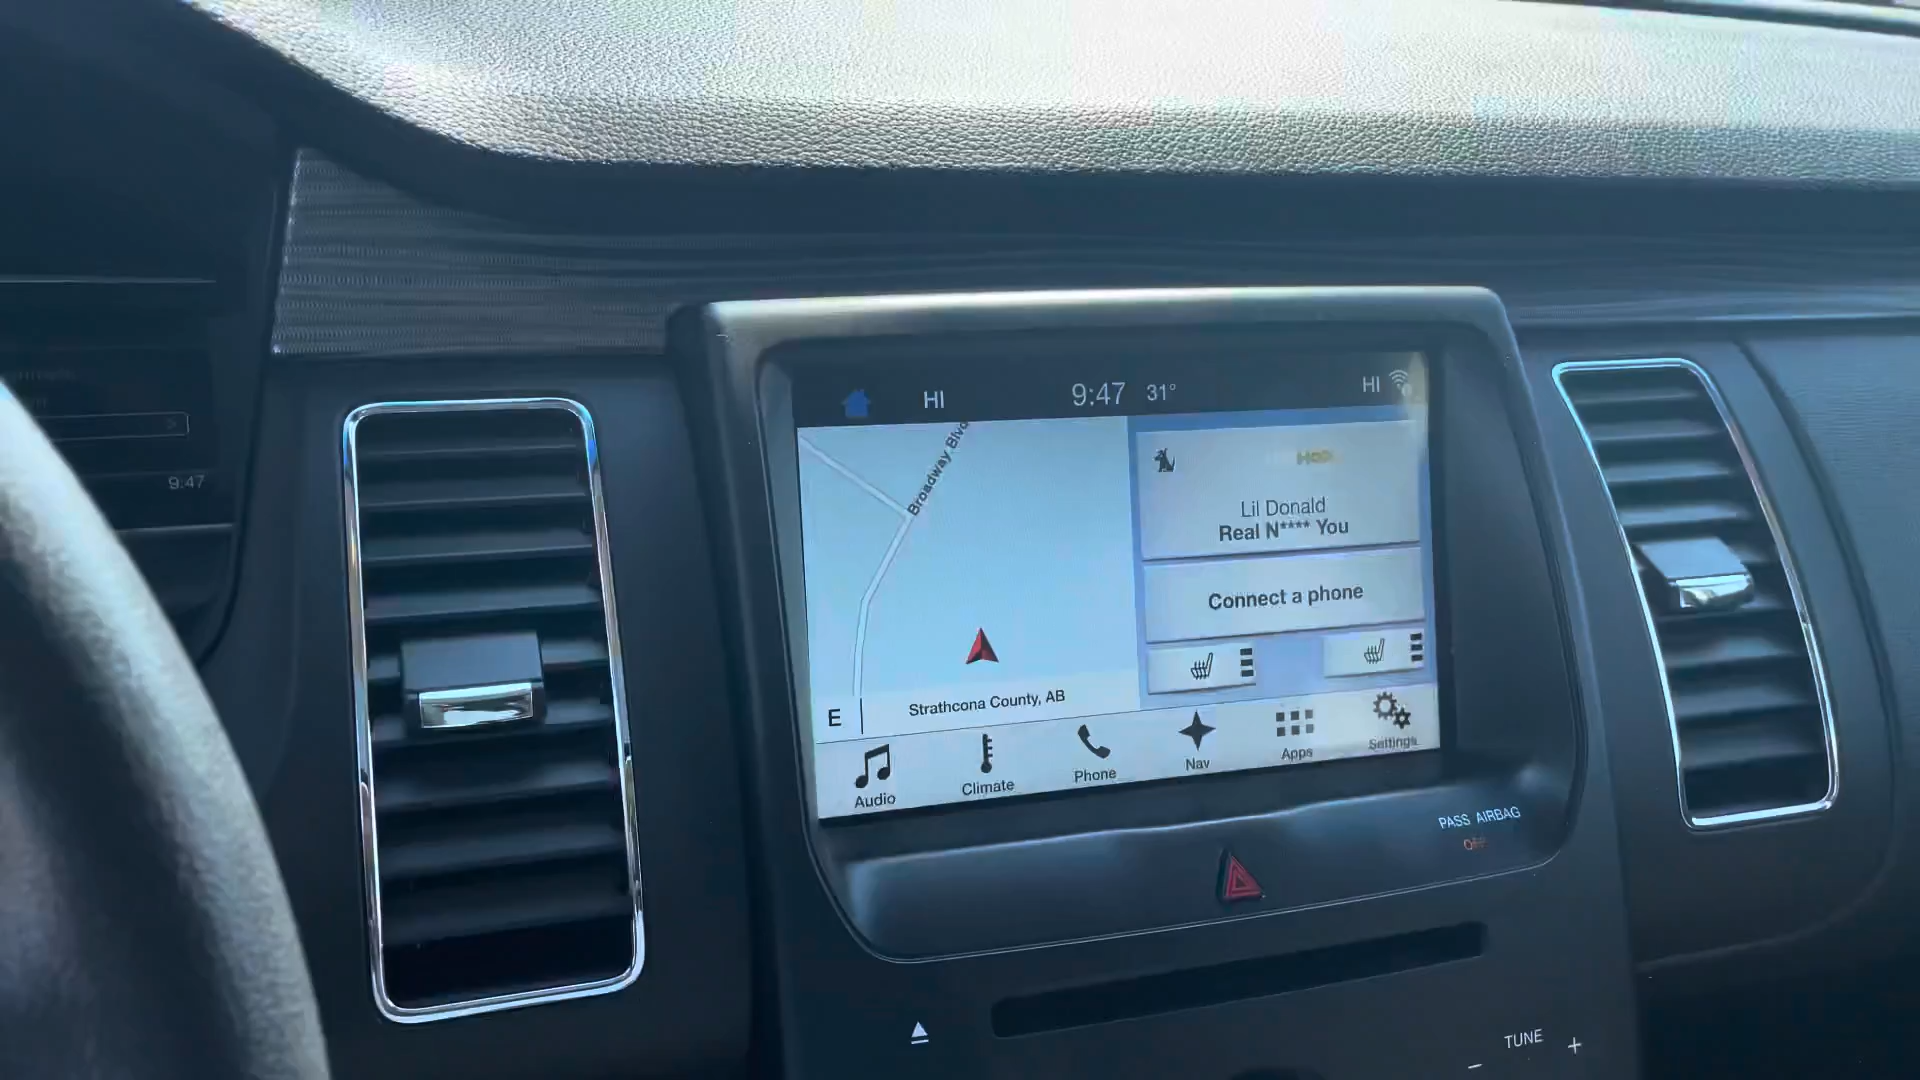 HI
9:47 31°
HI
Broadway Blvd
Lil Donald
Real N**** You
Connect a phone
E
Strathcona County, AB
Audio
Climate
Phone
Nav
Apps
Settings
9:47
PASS AIRBAG
OFF
TUNE
- +